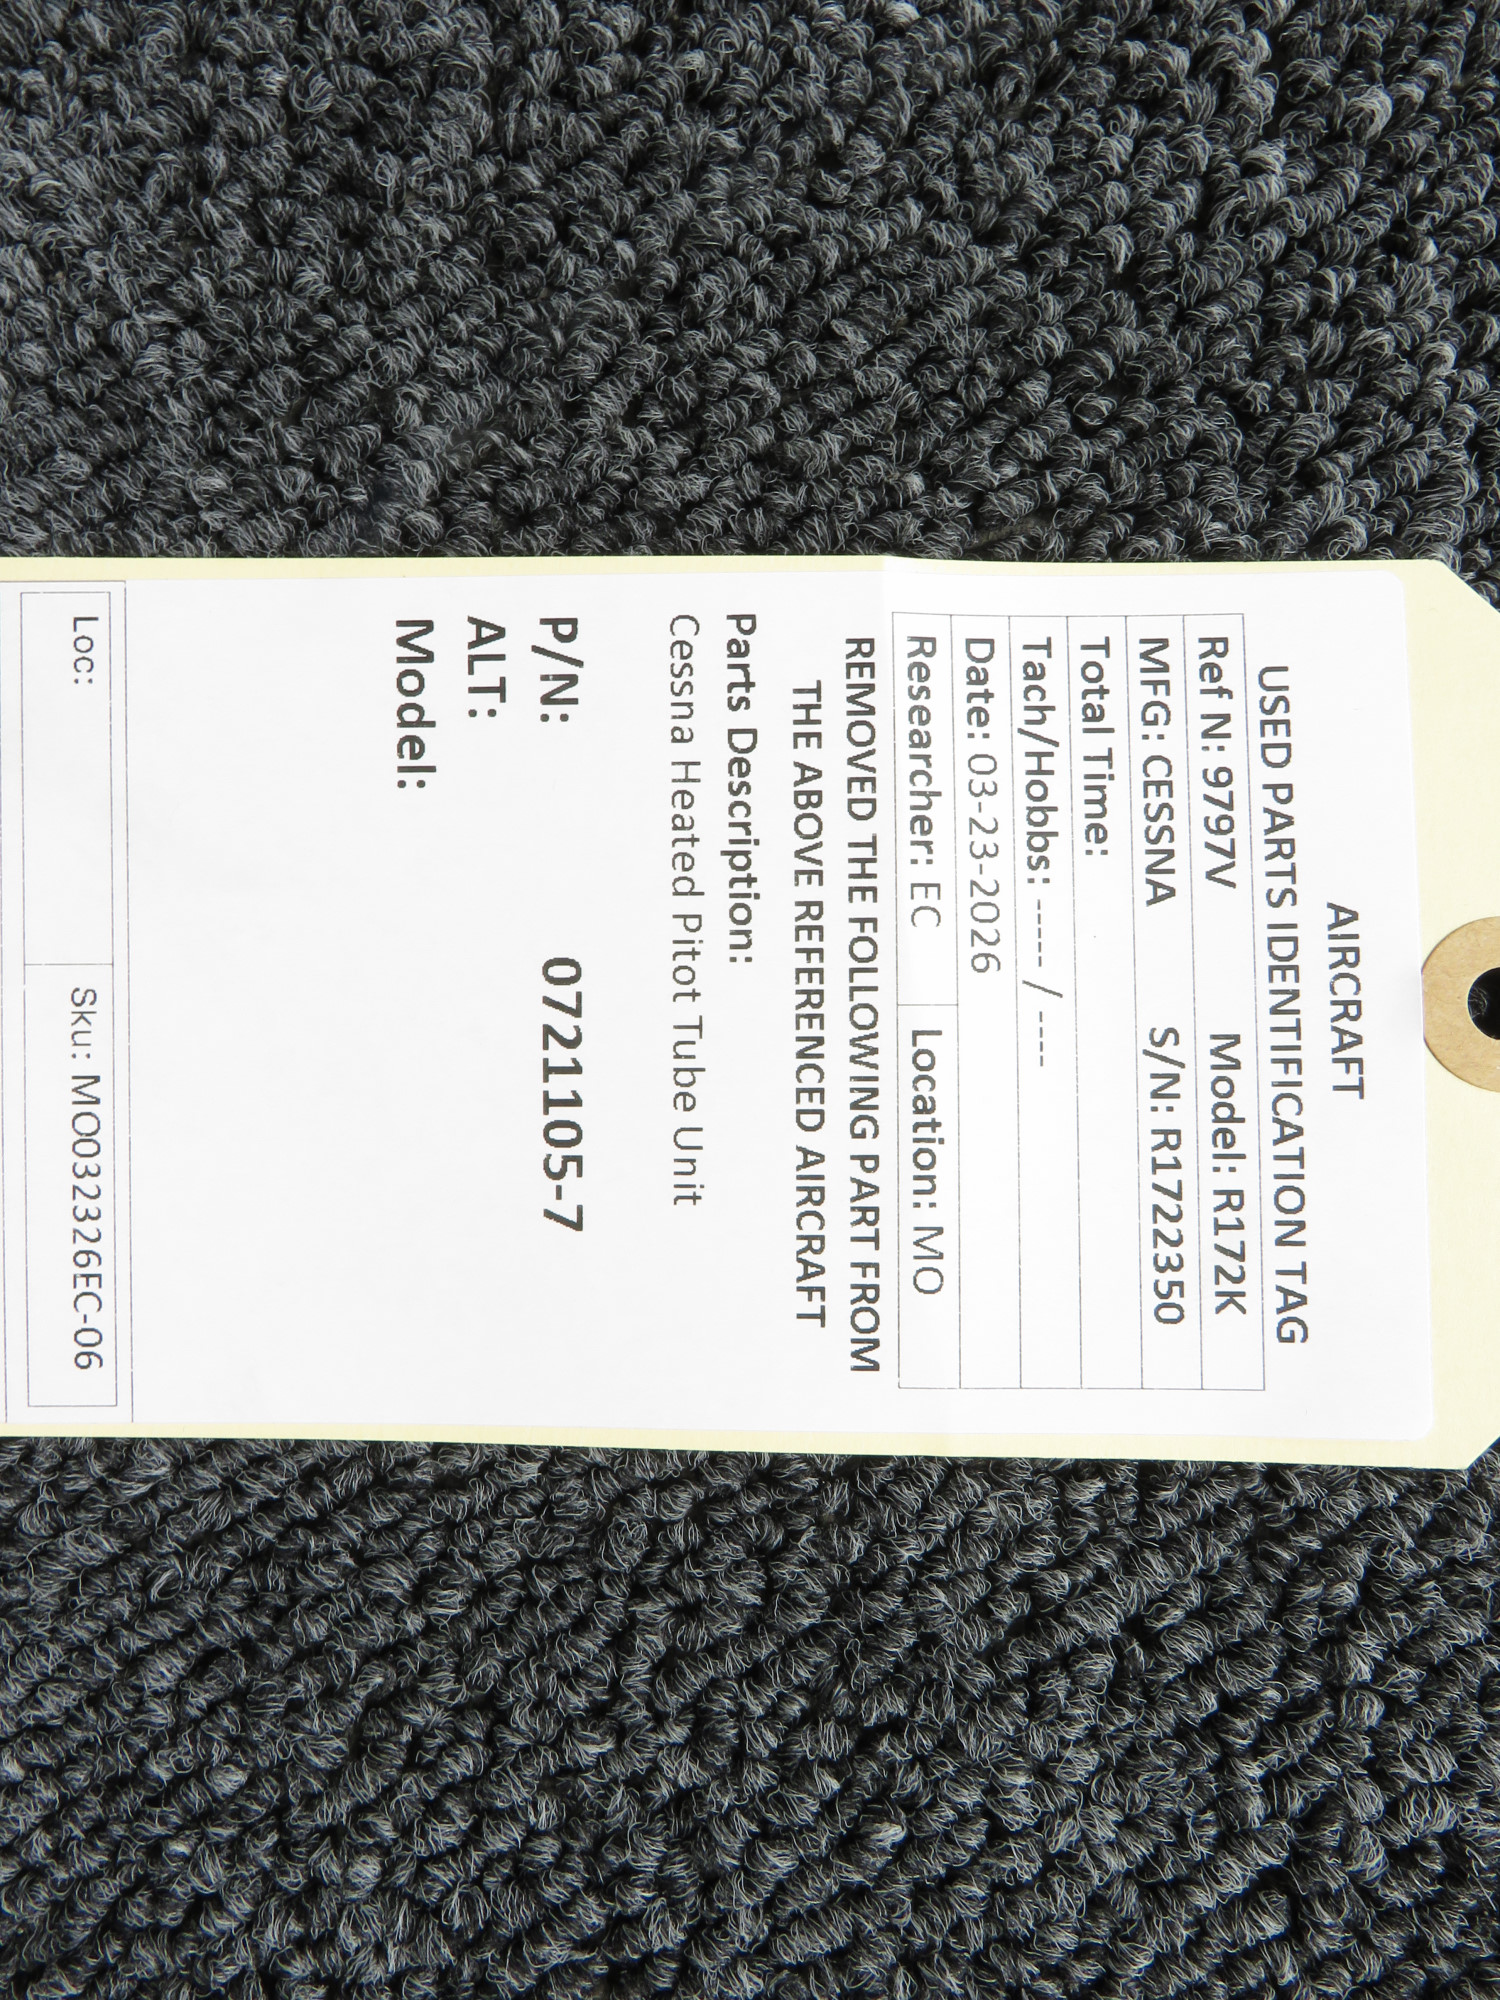 AIRCRAFT
USED PARTS IDENTIFICATION TAG
Ref N: 9797V Model: R172K
MFG: CESSNA S/N: R1722350
Total Time:
Tach/Hobbs: ----- / ----
Date: 03-23-2026
Researcher: EC Location: MO
REMOVED THE FOLLOWING PART FROM
THE ABOVE REFERENCED AIRCRAFT
Parts Description:
Cessna Heated Pitot Tube Unit
P/N: 0721105-7
ALT:
Model:
Loc: Sku: MO032326EC-06